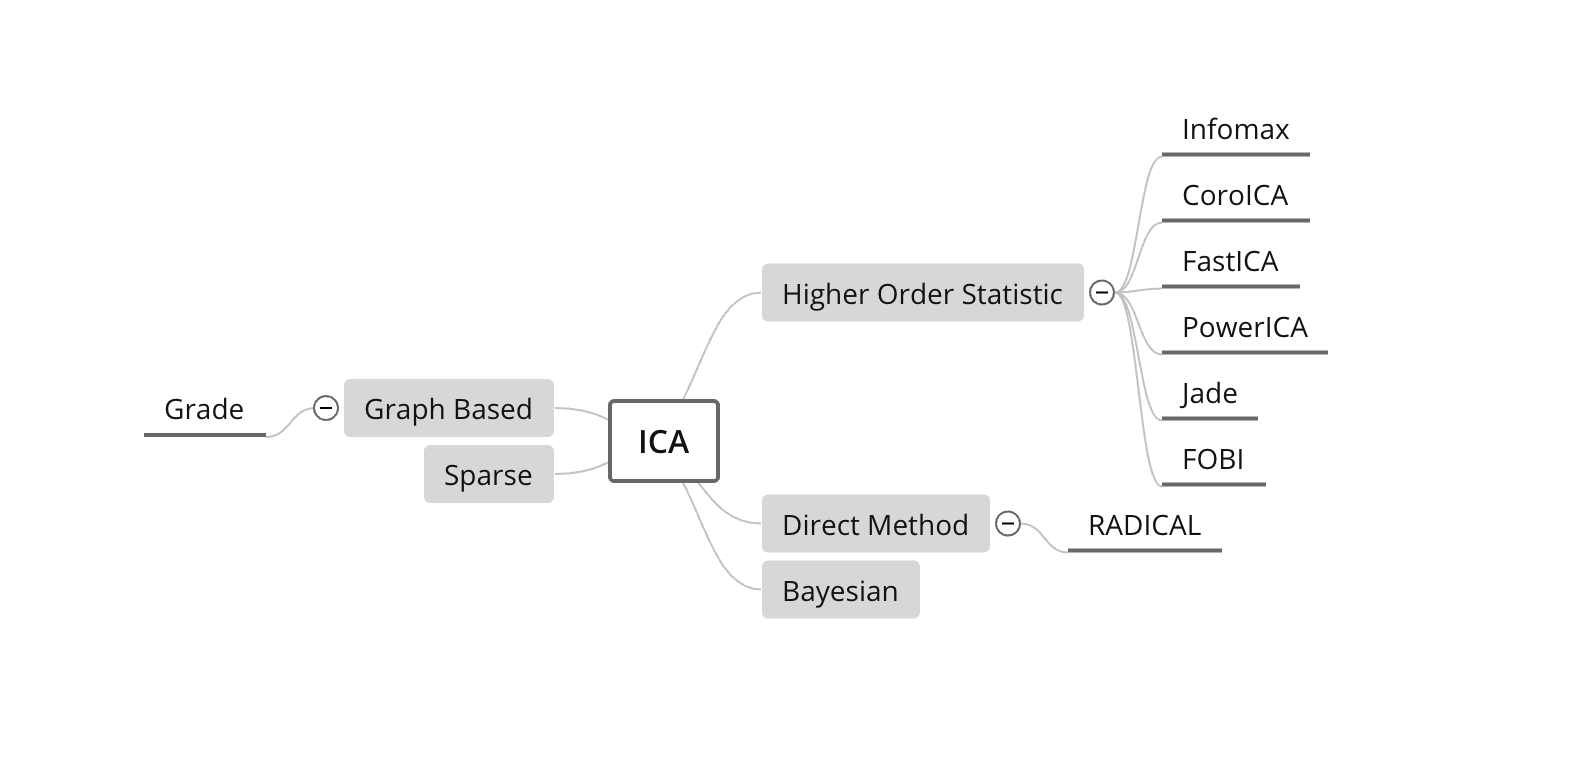 ICA
Higher Order Statistic
Infomax
CoroICA
FastICA
PowerICA
Jade
FOBI
Direct Method
RADICAL
Bayesian
Graph Based
Grade
Sparse